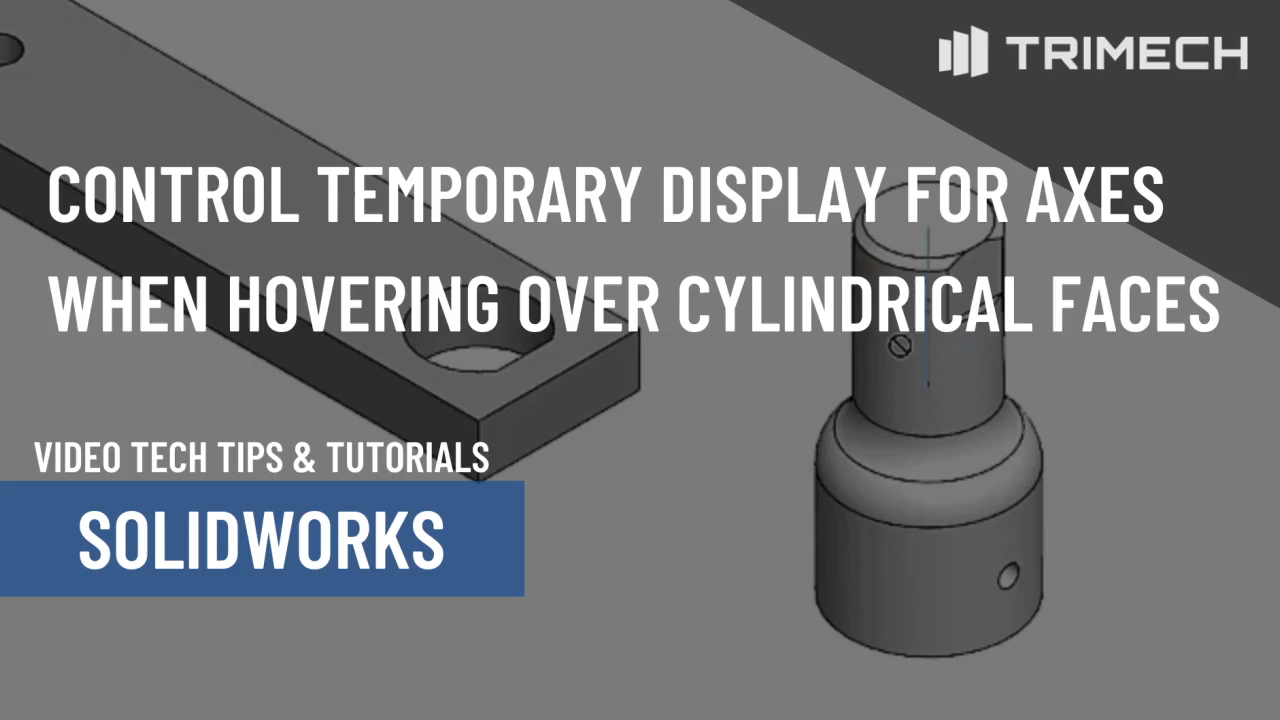 TRIMECH
CONTROL TEMPORARY DISPLAY FOR AXES
WHEN HOVERING OVER CYLINDRICAL FACES
VIDEO TECH TIPS & TUTORIALS
SOLIDWORKS